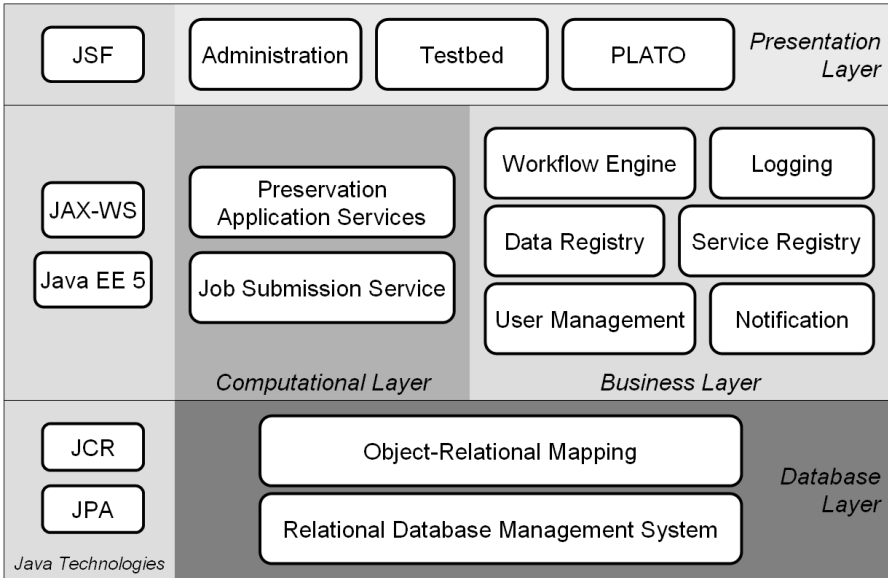 JSF
Administration
Testbed
PLATO
Presentation
Layer
JAX-WS
Java EE 5
Preservation
Application Services
Job Submission Service
Computational Layer
Workflow Engine
Logging
Data Registry
Service Registry
User Management
Notification
Business Layer
JCR
JPA
Java Technologies
Object-Relational Mapping
Relational Database Management System
Database
Layer